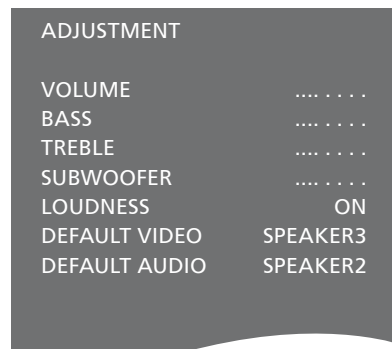 ADJUSTMENT
VOLUME .... . . . .
BASS .... . . . .
TREBLE .... . . . .
SUBWOOFER .... . . . .
LOUDNESS ON
DEFAULT VIDEO SPEAKER3
DEFAULT AUDIO SPEAKER2